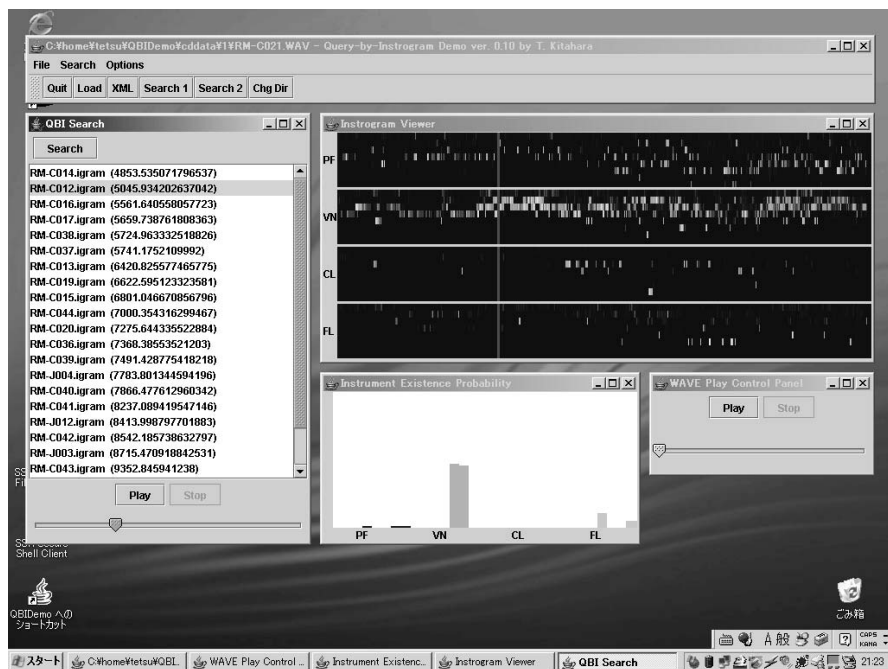 C:¥home¥tetsu¥QBIDemo¥cddata¥1¥RM-C021.WAV - Query-by-Instrogram Demo ver. 0.10 by T. Kitahara
File Search Options
Quit Load XML Search 1 Search 2 Chg Dir
QBI Search
Search
RM-C014.igram (4853.535071796537)
RM-C012.igram (5045.934202637042)
RM-C016.igram (5561.640558057723)
RM-C017.igram (5659.738761808363)
RM-C038.igram (5724.963332518826)
RM-C037.igram (5741.1752109992)
RM-C013.igram (6420.825577465775)
RM-C019.igram (6622.595123323581)
RM-C015.igram (6801.046670856796)
RM-C044.igram (7000.354316299467)
RM-C020.igram (7275.644335522884)
RM-C036.igram (7368.38553521203)
RM-C039.igram (7491.428775418218)
RM-J004.igram (7783.801344594196)
RM-C040.igram (7866.477612960342)
RM-C041.igram (8237.089419547146)
RM-J012.igram (8413.998797701883)
RM-C042.igram (8542.185738632797)
RM-J003.igram (8715.470918842531)
RM-C043.igram (9352.845941238)
Play Stop
Instrogram Viewer
PF
VN
CL
FL
Instrument Existence Probability
PF VN CL FL
WAVE Play Control Panel
Play Stop
Shell Client
QBIDemo への
ショートカット
ごみ箱
A 般 CAPS
KANA
スタート C:¥home¥tetsu¥QBI... WAVE Play Control ... Instrument Existenc... Instrogram Viewer QBI Search 21:23